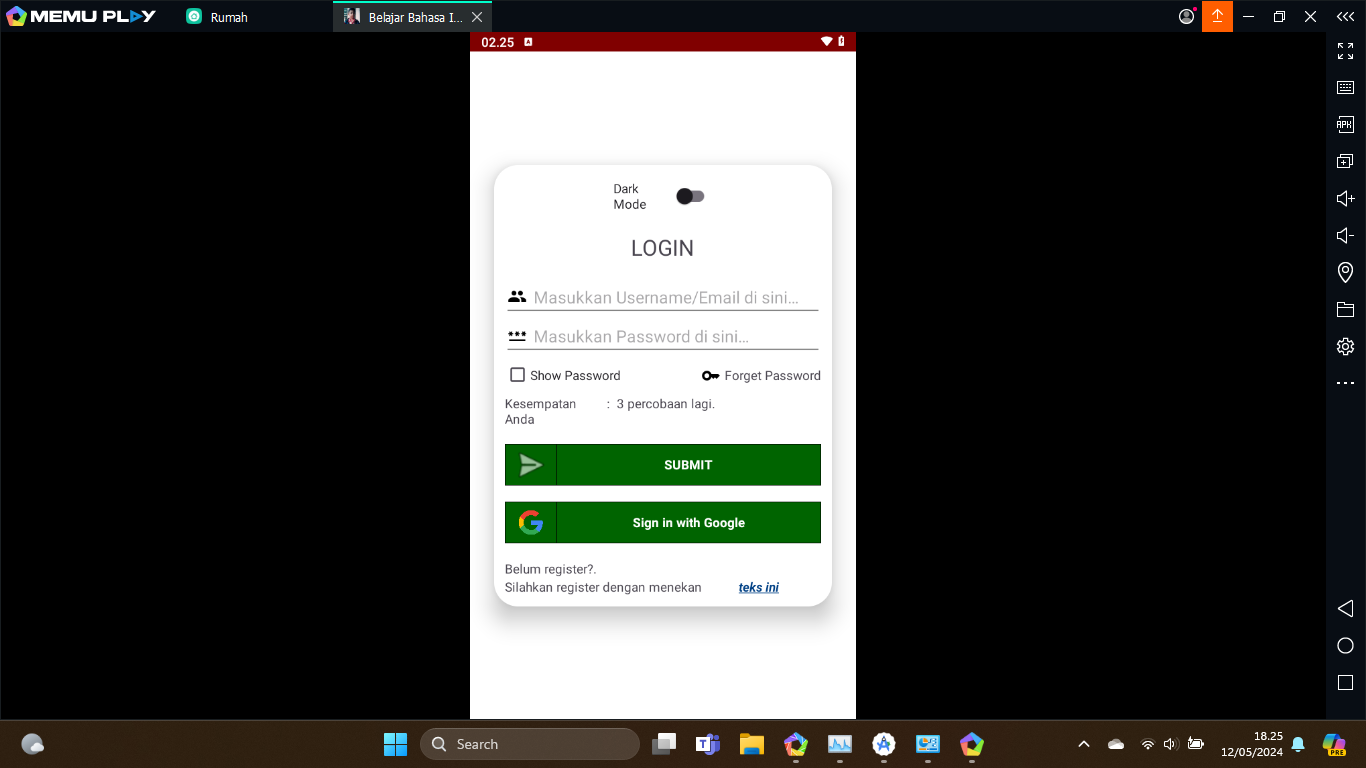 MEMU PLAY
Rumah
Belajar Bahasa I...
02.25
A
Dark
Mode
LOGIN
Masukkan Username/Email di sini...
*** Masukkan Password di sini...
Show Password
Forget Password
Kesempatan : 3 percobaan lagi.
Anda
SUBMIT
G Sign in with Google
Belum register?.
Silahkan register dengan menekan teks ini
APK
Search
18.25
12/05/2024
PRE